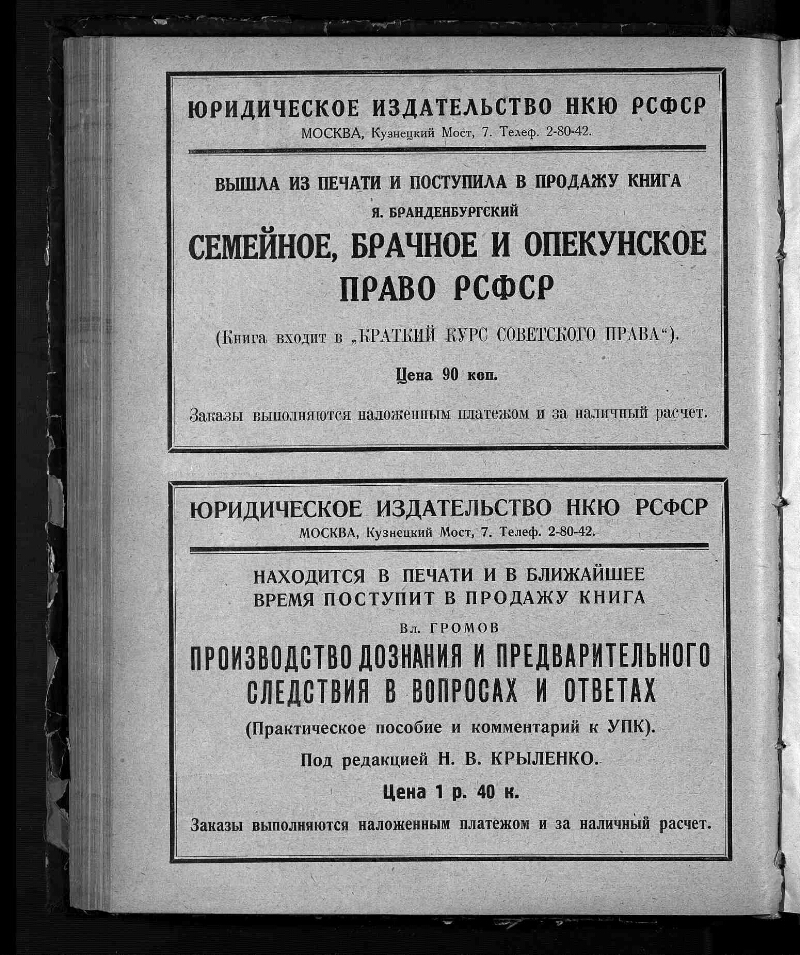 ЮРИДИЧЕСКОЕ ИЗДАТЕЛЬСТВО НКЮ РСФСР
МОСКВА, Кузнецкий Мост, 7. Телеф. 2-80-42.
ВЫШЛА ИЗ ПЕЧАТИ И ПОСТУПИЛА В ПРОДАЖУ КНИГА
Я. БРАНДЕНБУРГСКИЙ
СЕМЕЙНОЕ, БРАЧНОЕ И ОПЕКУНСКОЕ
ПРАВО РСФСР
(Книга входит в „КРАТКИЙ КУРС СОВЕТСКОГО ПРАВА“).
Цена 90 коп.
Заказы выполняются наложенным платежом и за наличный расчет.
ЮРИДИЧЕСКОЕ ИЗДАТЕЛЬСТВО НКЮ РСФСР
МОСКВА, Кузнецкий Мост, 7. Телеф. 2-80-42.
НАХОДИТСЯ В ПЕЧАТИ И В БЛИЖАЙШЕЕ
ВРЕМЯ ПОСТУПИТ В ПРОДАЖУ КНИГА
Вл. ГРОМОВ
ПРОИЗВОДСТВО ДОЗНАНИЯ И ПРЕДВАРИТЕЛЬНОГО
СЛЕДСТВИЯ В ВОПРОСАХ И ОТВЕТАХ
(Практическое пособие и комментарий к УПК).
Под редакцией Н. В. КРЫЛЕНКО.
Цена 1 р. 40 к.
Заказы выполняются наложенным платежом и за наличный расчет.